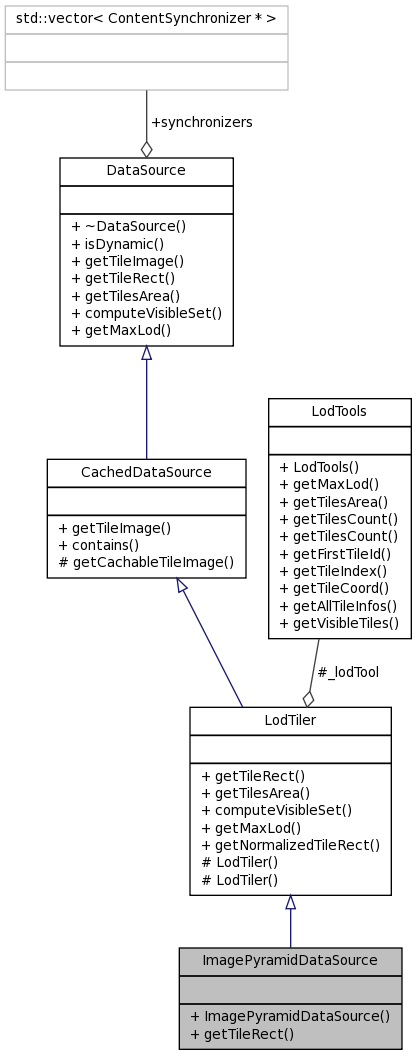 std::vector< ContentSynchronizer * >
+synchronizers
DataSource
+ ~DataSource()
+ isDynamic()
+ getTileImage()
+ getTileRect()
+ getTilesArea()
+ computeVisibleSet()
+ getMaxLod()
CachedDataSource
+ getTileImage()
+ contains()
# getCachableTileImage()
LodTools
+ LodTools()
+ getMaxLod()
+ getTilesArea()
+ getTilesCount()
+ getTilesCount()
+ getFirstTileId()
+ getTileIndex()
+ getTileCoord()
+ getAllTileInfos()
+ getVisibleTiles()
#_lodTool
LodTiler
+ getTileRect()
+ getTilesArea()
+ computeVisibleSet()
+ getMaxLod()
+ getNormalizedTileRect()
# LodTiler()
# LodTiler()
ImagePyramidDataSource
+ ImagePyramidDataSource()
+ getTileRect()